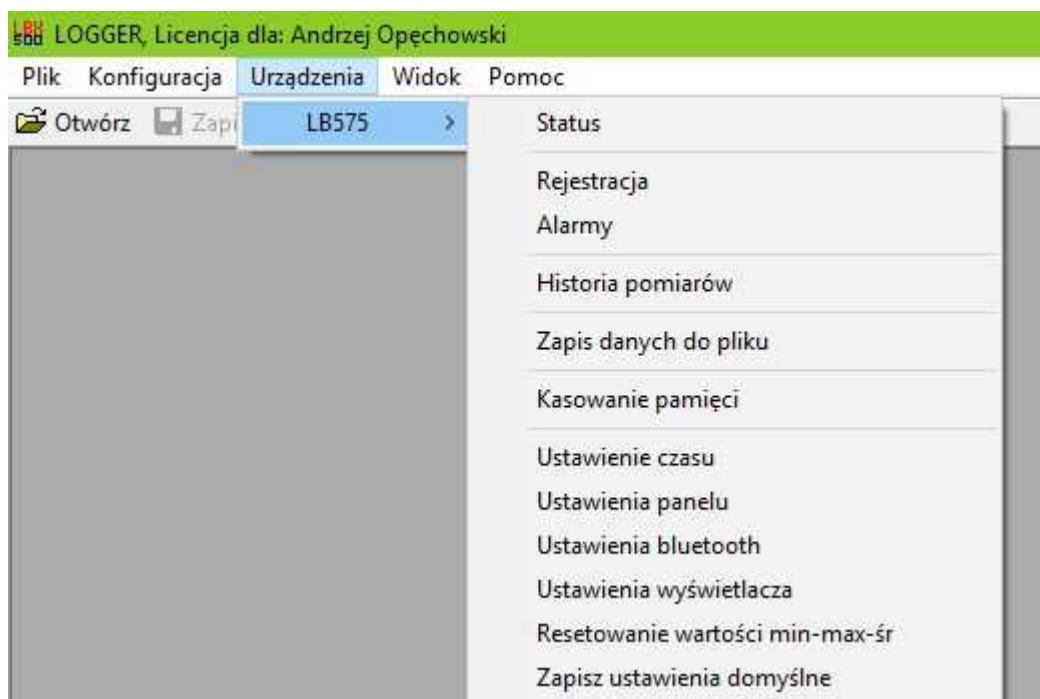 LOGGER, Licencja dla: Andrzej Opęchowski
Plik Konfiguracja Urządzenia Widok Pomoc
Otwórz Zapi LB575 > Status
Rejestracja
Alarmy
Historia pomiarów
Zapis danych do pliku
Kasowanie pamięci
Ustawienie czasu
Ustawienia panelu
Ustawienia bluetooth
Ustawienia wyświetlacza
Resetowanie wartości min-max-śr
Zapisz ustawienia domyślne